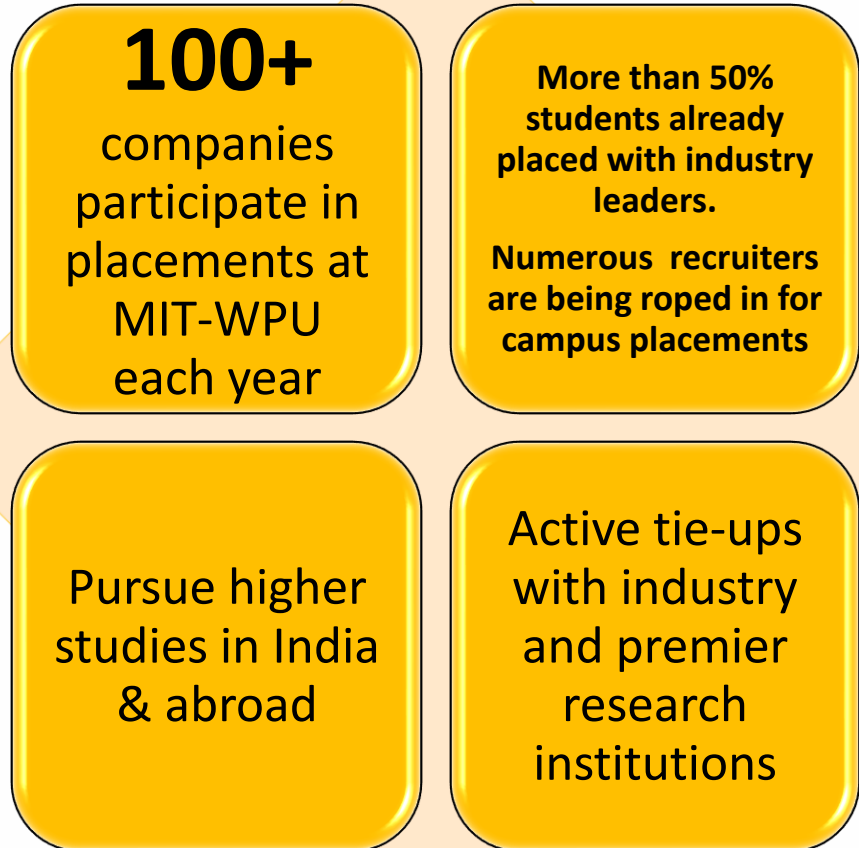 100+
companies
participate in
placements at
MIT-WPU
each year
More than 50%
students already
placed with industry
leaders.
Numerous  recruiters
are being roped in for
campus placements
Pursue higher
studies in India
& abroad
Active tie-ups
with industry
and premier
research
institutions